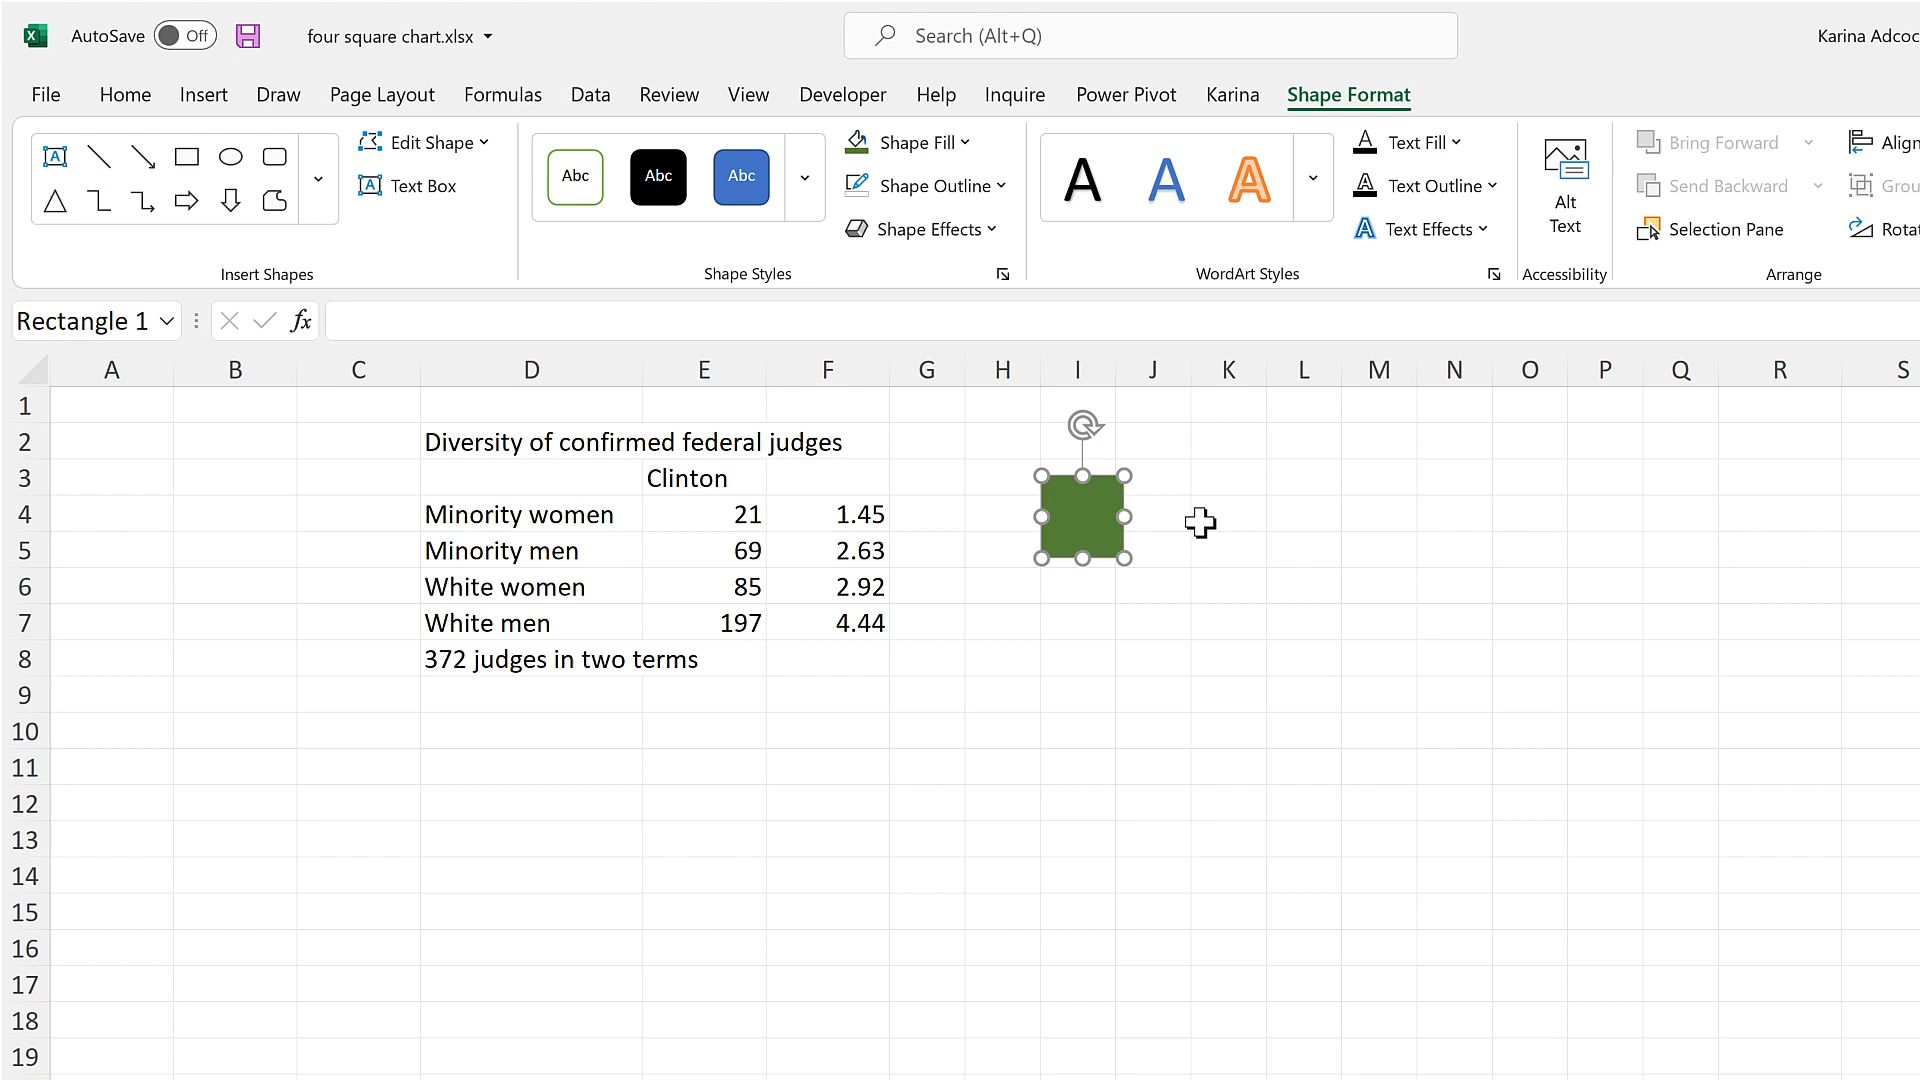 AutoSave Off four square chart.xlsx Search (Alt+Q) Karina Adcoc
File Home Insert Draw Page Layout Formulas Data Review View Developer Help Inquire Power Pivot Karina Shape Format
A Edit Shape Abc Abc Abc Shape Fill A A A A Text Fill Bring Forward Align
A Text Box Shape Outline A Text Outline Alt Text Send Backward Grou
Shape Effects A Text Effects Selection Pane Rotat
Insert Shapes Shape Styles WordArt Styles Accessibility Arrange
Rectangle 1 fx
A B C D E F G H I J K L M N O P Q R S
1
2 Diversity of confirmed federal judges
3 Clinton
4 Minority women 21 1.45
5 Minority men 69 2.63
6 White women 85 2.92
7 White men 197 4.44
8 372 judges in two terms
9
10
11
12
13
14
15
16
17
18
19